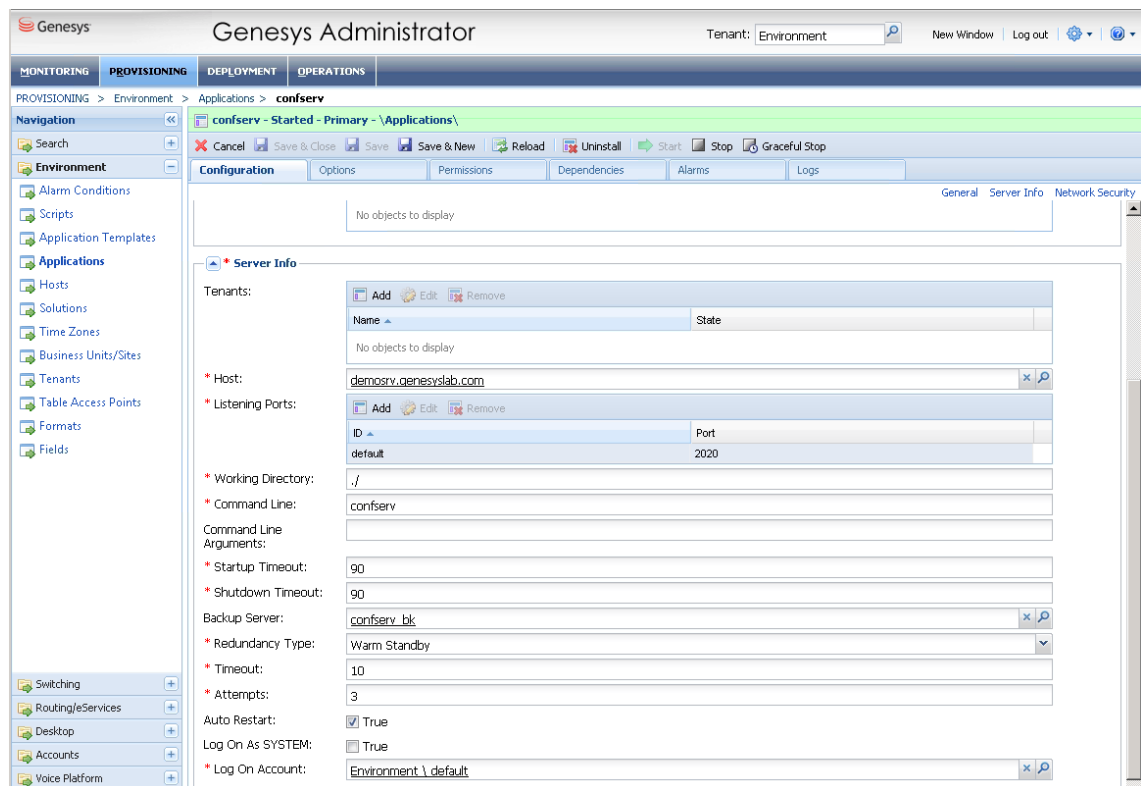 Genesys
Genesys Administrator
Tenant: Environment
New Window Log out
MONITORING PROVISIONING DEPLOYMENT OPERATIONS
PROVISIONING > Environment > Applications > confserv
Navigation
confserv - Started - Primary - \Applications\
Search
Cancel Save & Close Save Save & New Reload Uninstall Start Stop Graceful Stop
Environment
Configuration Options Permissions Dependencies Alarms Logs
Alarm Conditions
General Server Info Network Security
Scripts
No objects to display
Application Templates
Applications
* Server Info
Hosts
Tenants:
Add Edit Remove
Solutions
Name State
Time Zones
No objects to display
Business Units/Sites
Tenants
* Host: demosrv.genesyslab.com
Table Access Points
* Listening Ports:
Add Edit Remove
Formats
ID Port
Fields
default 2020
* Working Directory: ./
* Command Line: confserv
Command Line
Arguments:
* Startup Timeout: 90
* Shutdown Timeout: 90
Backup Server: confserv_bk
* Redundancy Type: Warm Standby
* Timeout: 10
Switching
* Attempts: 3
Routing/eServices
Auto Restart: True
Desktop
Log On As SYSTEM: True
Accounts
* Log On Account: Environment \ default
Voice Platform